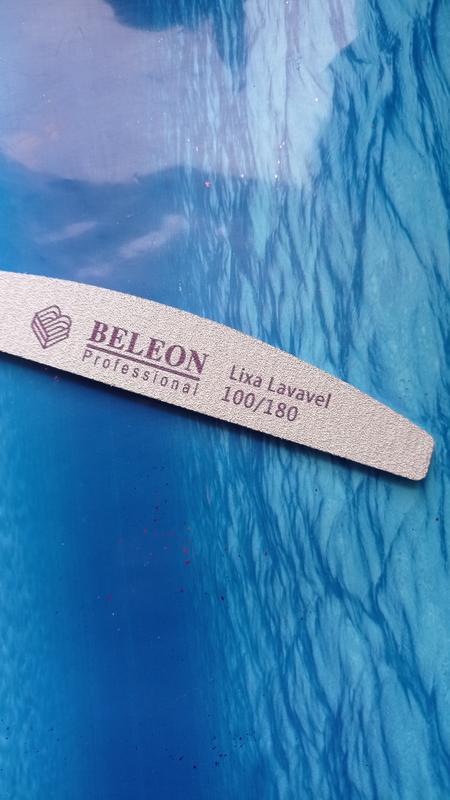 BELEON
Professional
Lixa Lavavel
100/180